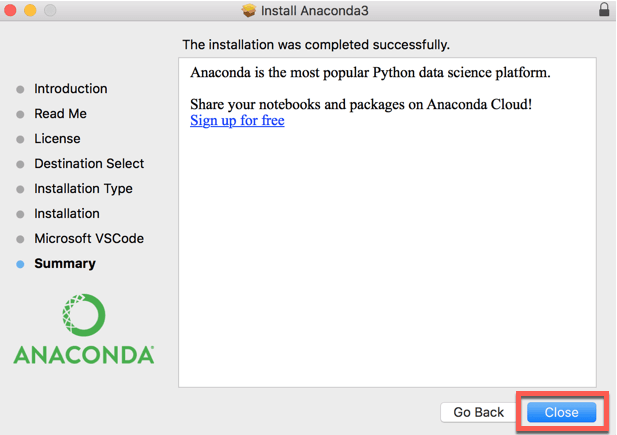 Install Anaconda3
The installation was completed successfully.
Introduction
Read Me
License
Destination Select
Installation Type
Installation
Microsoft VSCode
Summary
Anaconda is the most popular Python data science platform.
Share your notebooks and packages on Anaconda Cloud!
Sign up for free
ANACONDA®
Go Back
Close